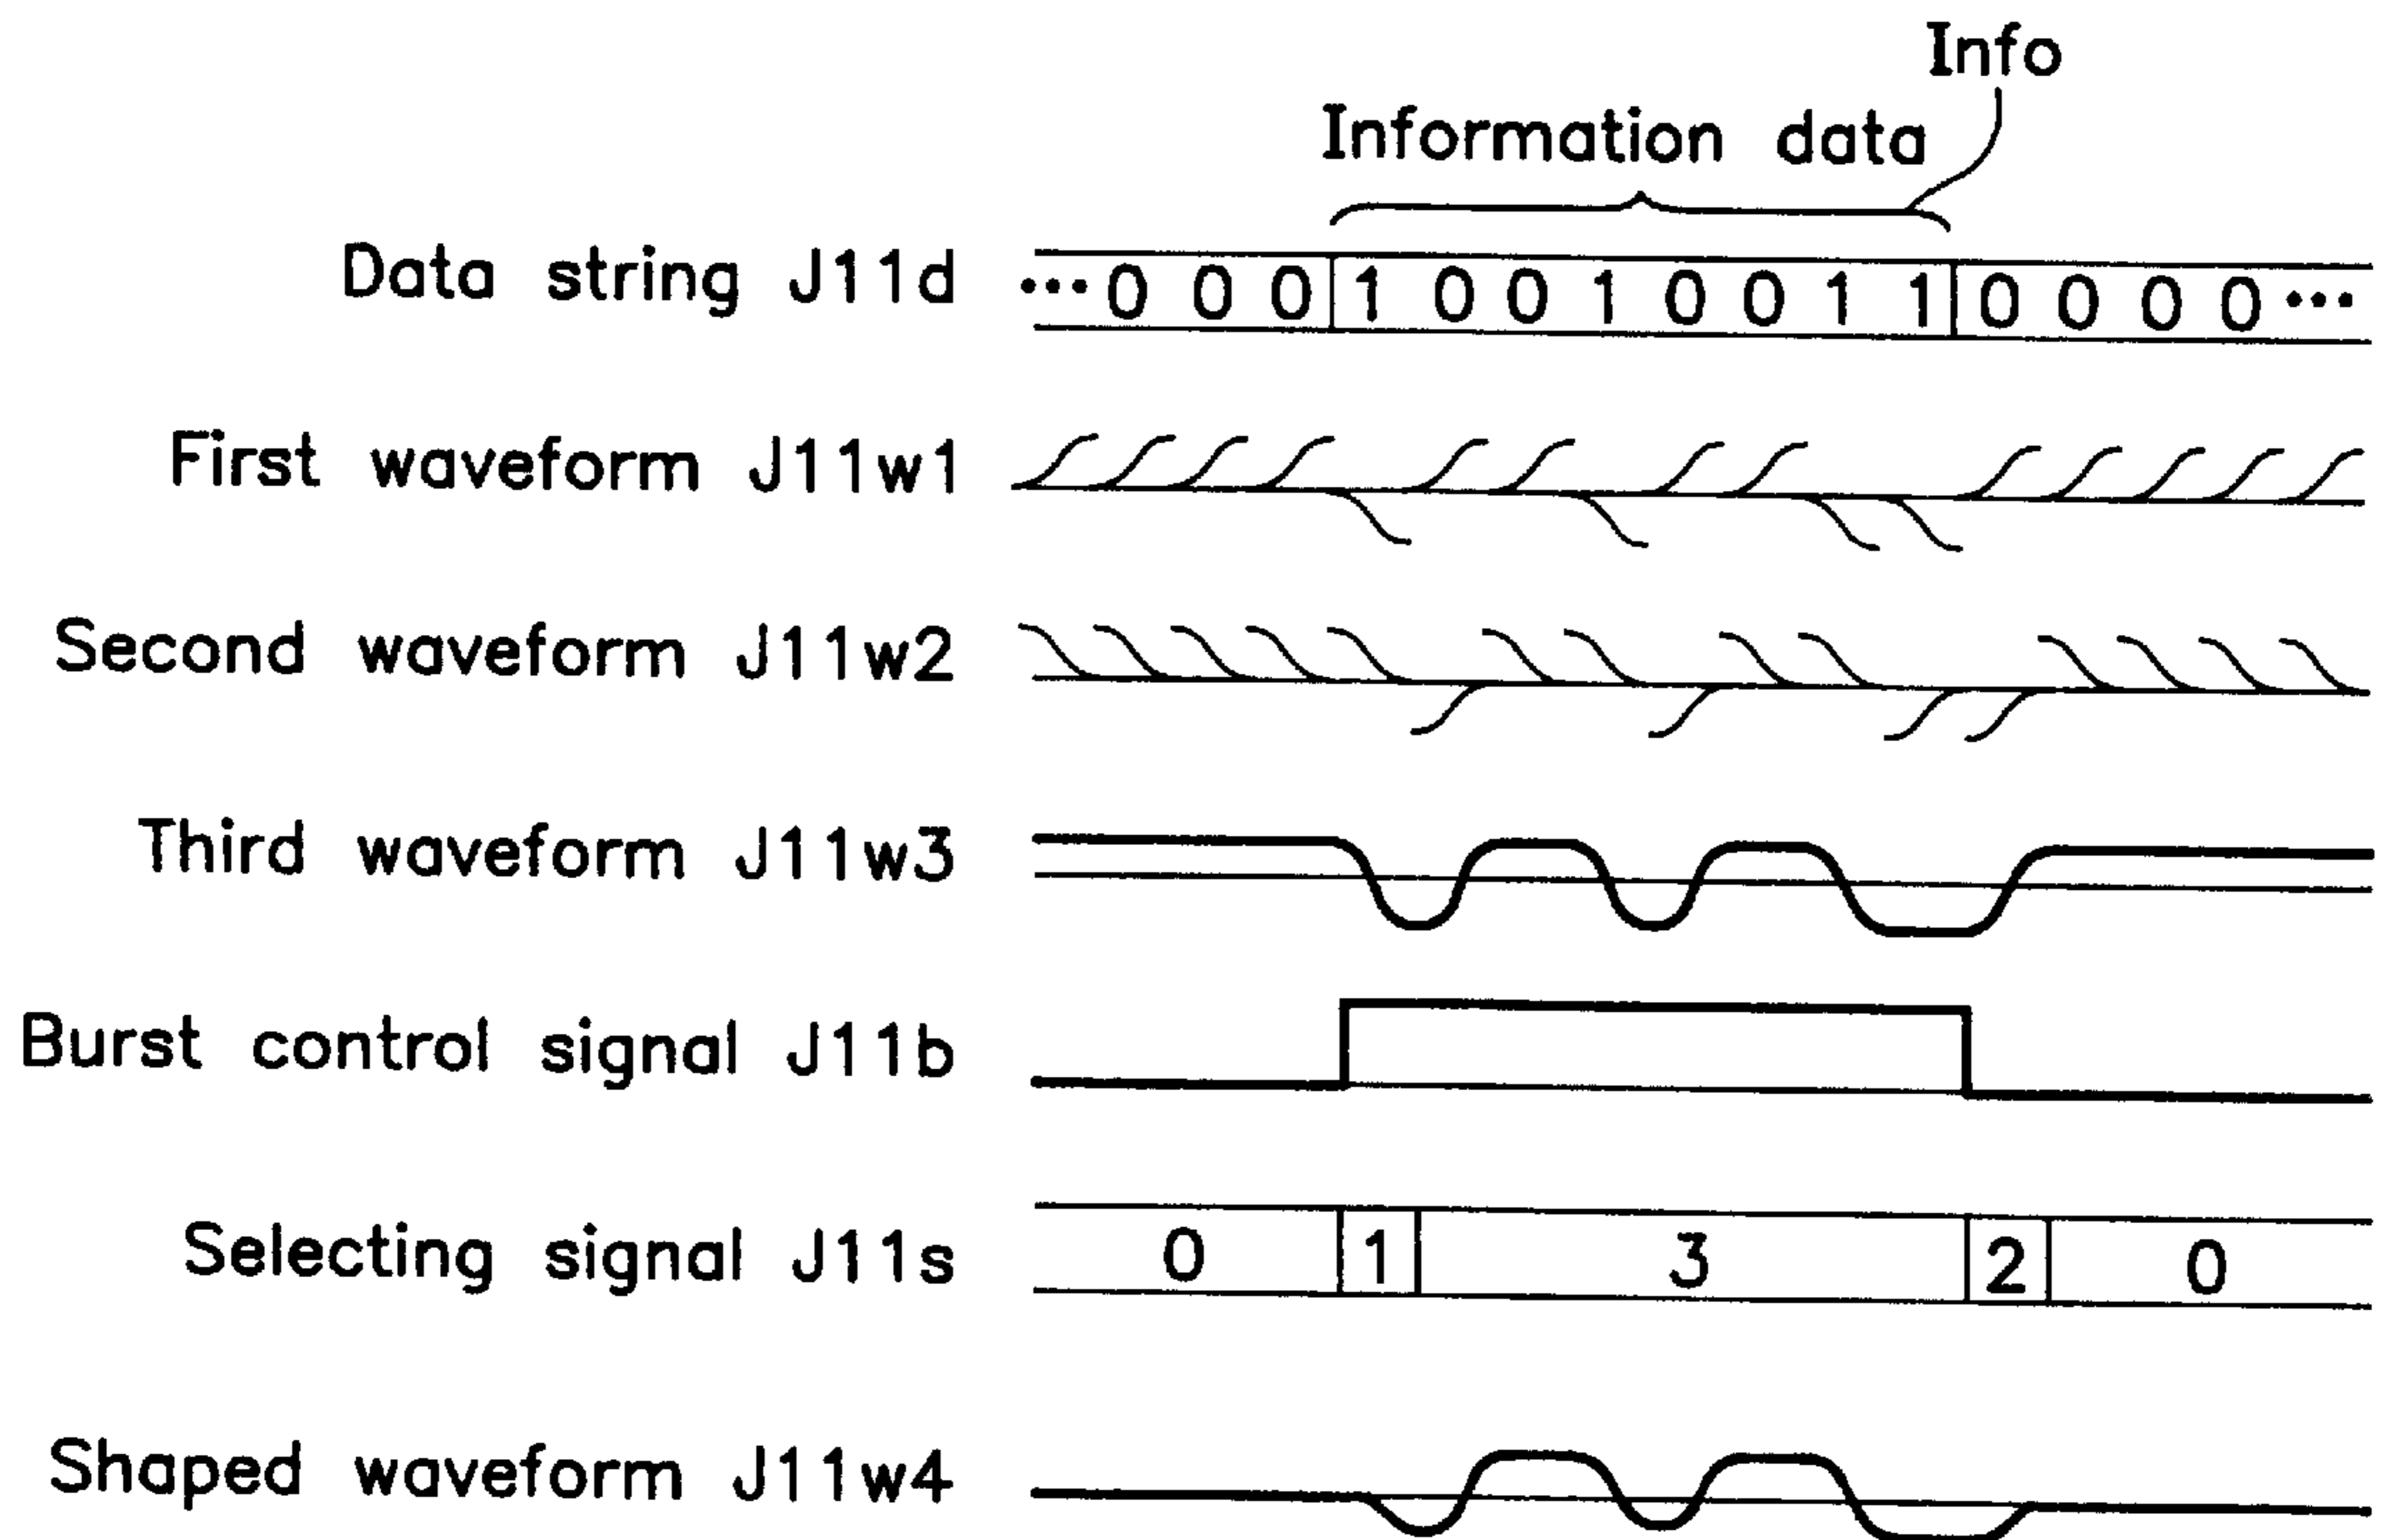 Info
Information data
Data string J11d ...0 0 0 1 0 0 1 0 0 1 1 0 0 0 0...
First waveform J11w1
Second waveform J11w2
Third waveform J11w3
Burst control signal J11b
Selecting signal J11s 0 1 3 2 0
Shaped waveform J11w4